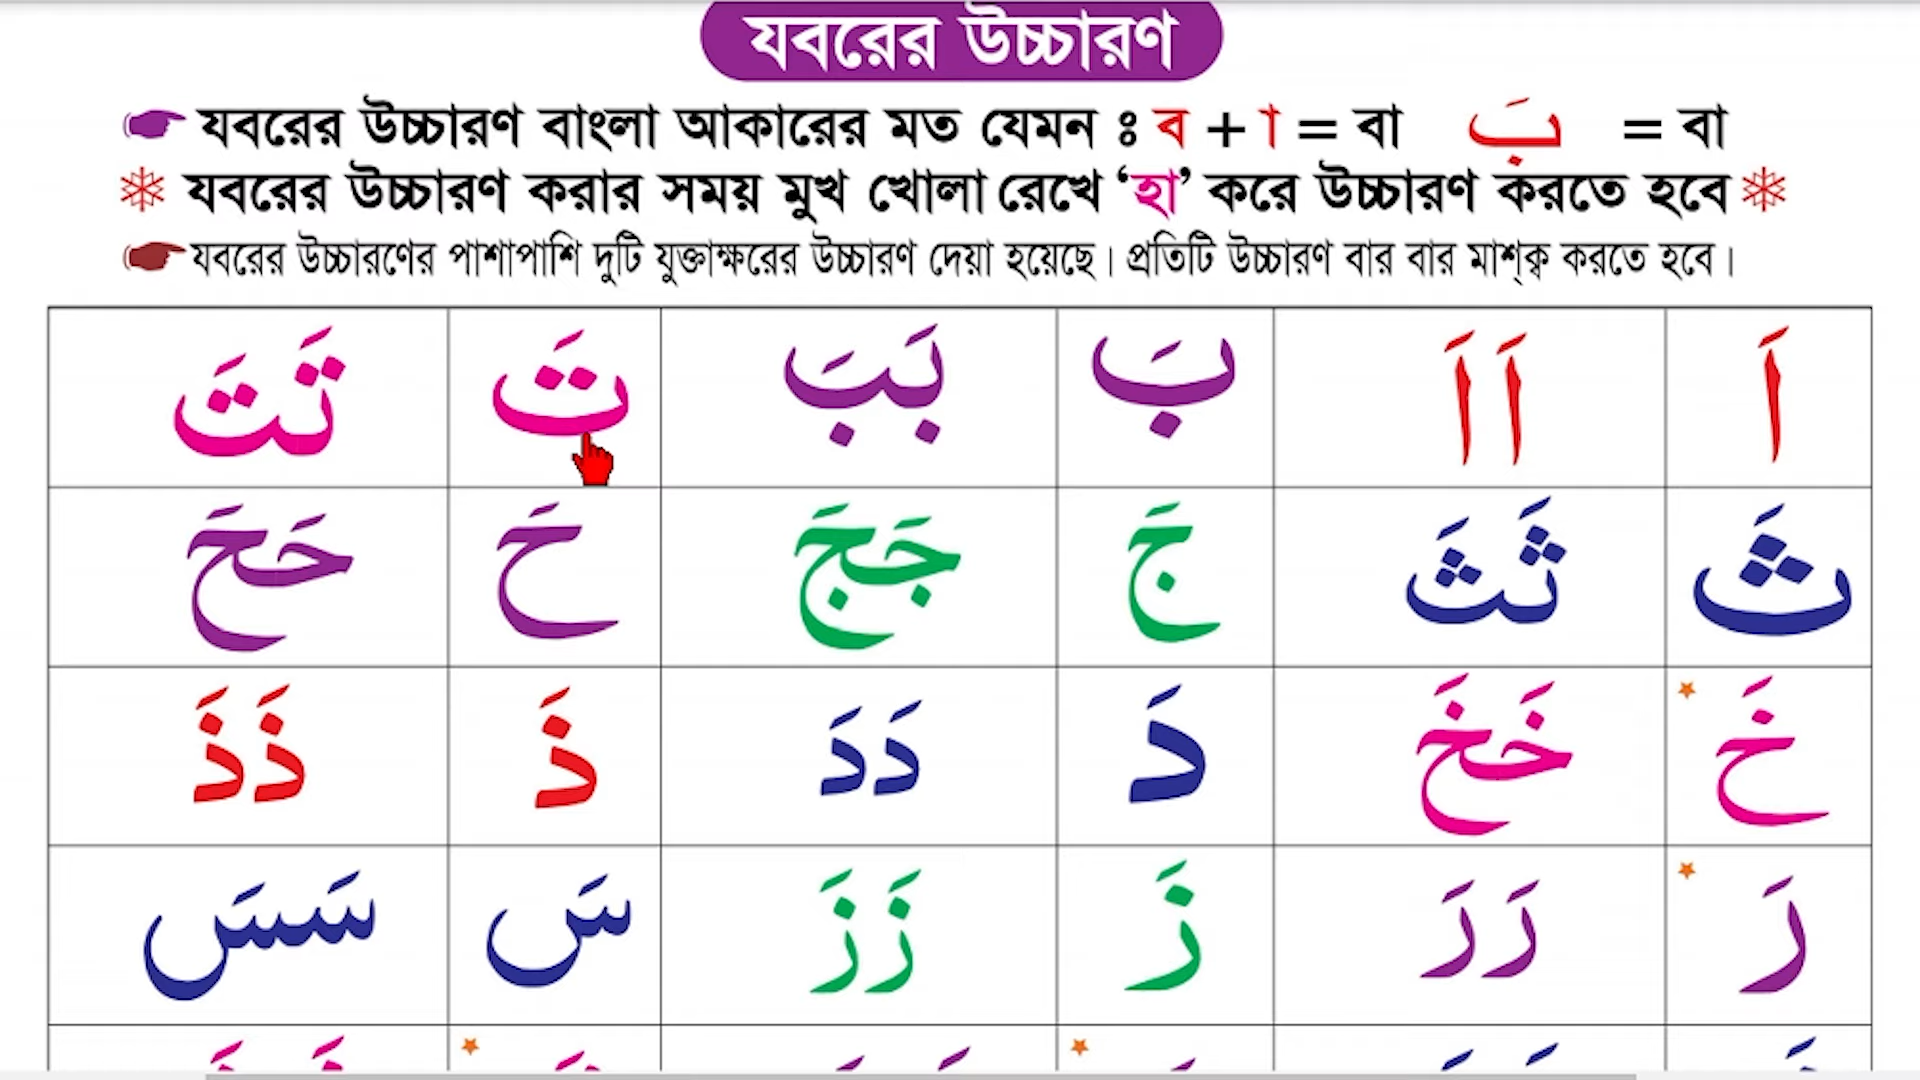 যবরের উচ্চারণ
যবরের উচ্চারণ বাংলা আকারের মত যেমন ঃ ব + া = বা بَ = বা
যবরের উচ্চারণ করার সময় মুখ খোলা রেখে ‘হা’ করে উচ্চারণ করতে হবে
যবরের উচ্চারণের পাশাপাশি দুটি যুক্তাক্ষরের উচ্চারণ দেয়া হয়েছে। প্রতিটি উচ্চারণ বার বার মাশ্‌ক্ব করতে হবে।
اَ اَ اَ بَ بَبَ تَ تَتَ
ثَ ثَثَ جَ جَجَ حَ حَحَ
خَ خَخَ دَ دَدَ ذَ ذَذَ
رَ رَرَ زَ زَزَ سَ سَسَ